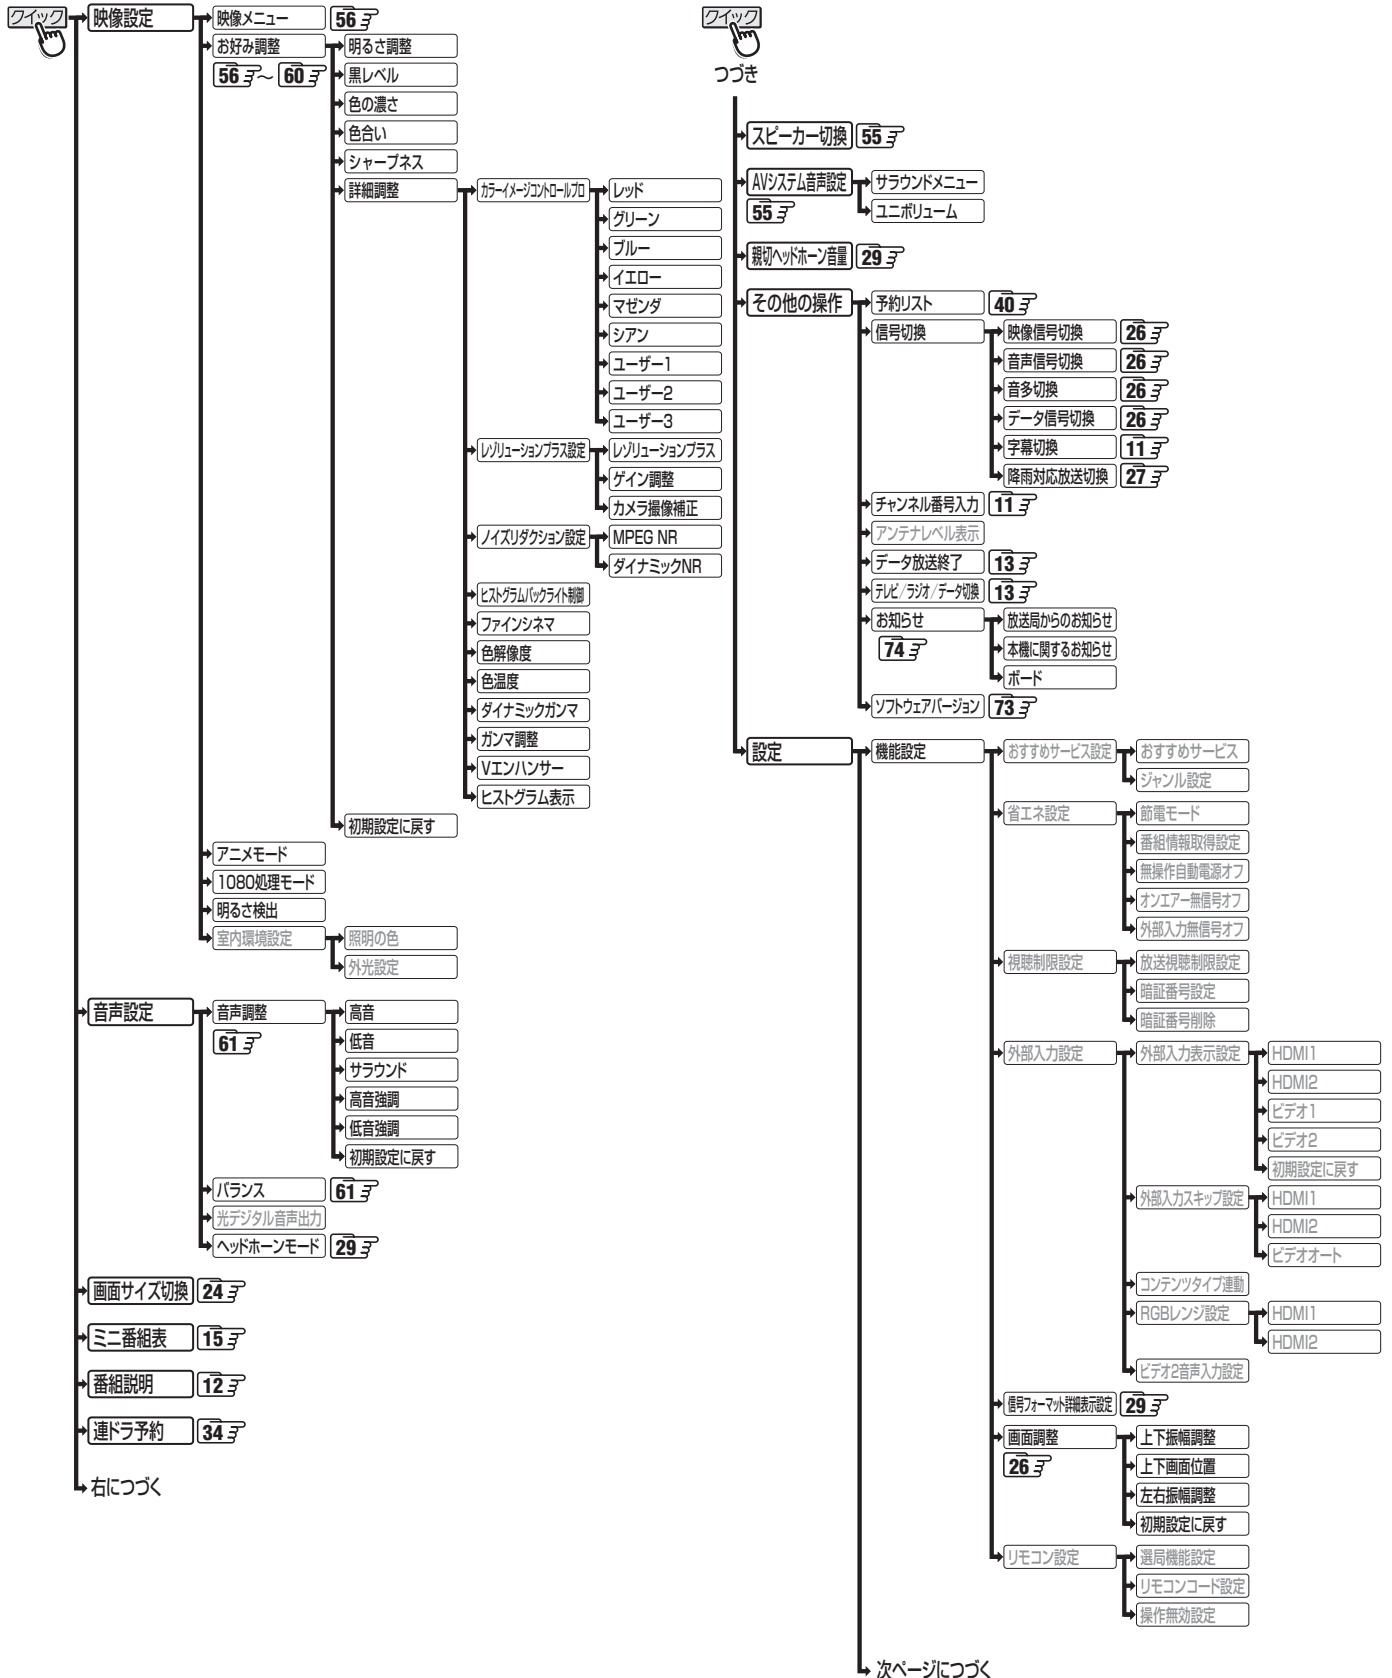 クイック
映像設定
映像メニュー 56
お好み調整
56 ~ 60
明るさ調整
黒レベル
色の濃さ
色合い
シャープネス
詳細調整
カラーイメージコントロールプロ
レッド
グリーン
ブルー
イエロー
マゼンダ
シアン
ユーザー1
ユーザー2
ユーザー3
レゾリューションプラス設定
レゾリューションプラス
ゲイン調整
カメラ撮像補正
ノイズリダクション設定
MPEG NR
ダイナミックNR
ヒストグラムバックライト制御
ファインシネマ
色解像度
色温度
ダイナミックガンマ
ガンマ調整
Vエンハンサー
ヒストグラム表示
初期設定に戻す
アニメモード
1080処理モード
明るさ検出
室内環境設定
照明の色
外光設定
音声設定
音声調整
61
高音
低音
サラウンド
高音強調
低音強調
初期設定に戻す
バランス 61
光デジタル音声出力
ヘッドホーンモード 29
画面サイズ切換 24
ミニ番組表 15
番組説明 12
連ドラ予約 34
右につづく
クイック
つづき
スピーカー切換 55
AVシステム音声設定
55
サラウンドメニュー
ユニボリューム
親切ヘッドホーン音量 29
その他の操作
予約リスト 40
信号切換
映像信号切換 26
音声信号切換 26
音多切換 26
データ信号切換 26
字幕切換 11
降雨対応放送切換 27
チャンネル番号入力 11
アンテナレベル表示
データ放送終了 13
テレビ/ラジオ/データ切換 13
お知らせ
74
放送局からのお知らせ
本機に関するお知らせ
ボード
ソフトウェアバージョン 73
設定
機能設定
おすすめサービス設定
おすすめサービス
ジャンル設定
省エネ設定
節電モード
番組情報取得設定
無操作自動電源オフ
オンエアー無信号オフ
外部入力無信号オフ
視聴制限設定
放送視聴制限設定
暗証番号設定
暗証番号削除
外部入力設定
外部入力表示設定
HDMI1
HDMI2
ビデオ1
ビデオ2
初期設定に戻す
外部入力スキップ設定
HDMI1
HDMI2
ビデオオート
コンテンツタイプ連動
RGBレンジ設定
HDMI1
HDMI2
ビデオ2音声入力設定
信号フォーマット詳細表示設定 29
画面調整
26
上下振幅調整
上下画面位置
左右振幅調整
初期設定に戻す
リモコン設定
選局機能設定
リモコンコード設定
操作無効設定
次ページにつづく